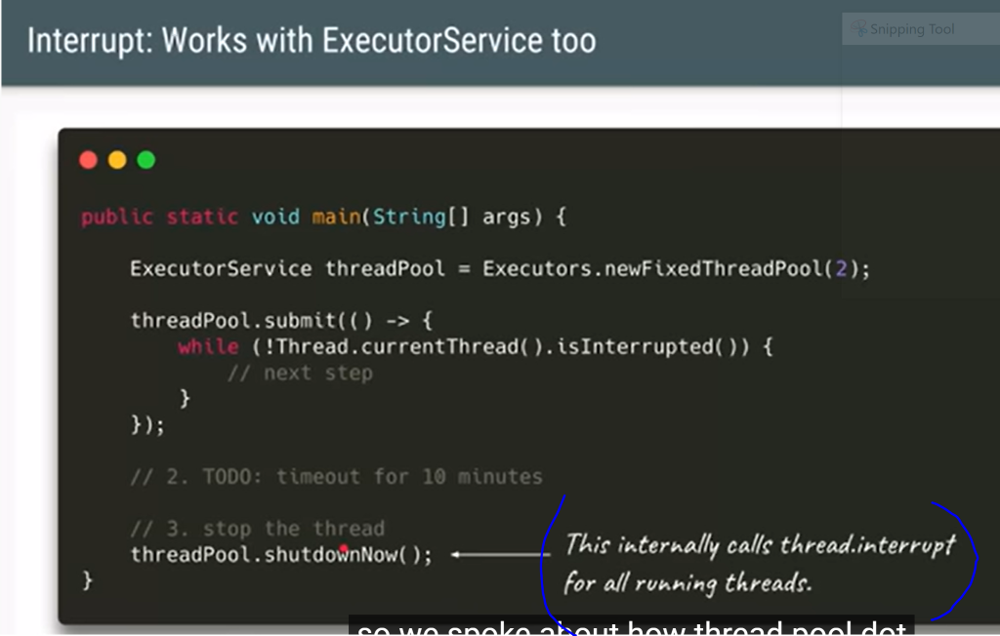 Interrupt: Works with ExecutorService too
Snipping Tool
public static void main(String[] args) {
ExecutorService threadPool = Executors.newFixedThreadPool(2);
threadPool.submit(() -> {
while (!Thread.currentThread().isInterrupted()) {
// next step
}
});
// 2. TODO: timeout for 10 minutes
// 3. stop the thread
threadPool.shutdownNow();
This internally calls thread.interrupt
for all running threads.
}
so we spoke about how thread pool dot